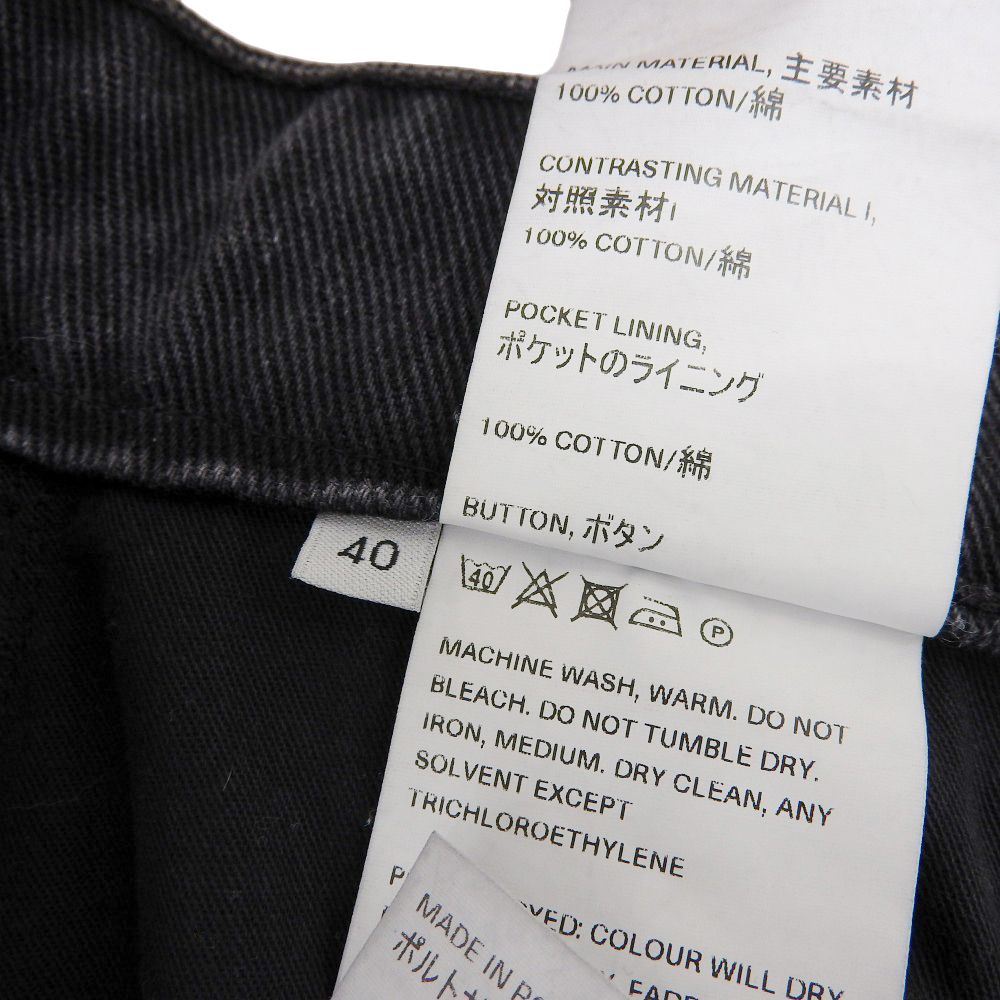 MATERIAL, 主要素材
100% COTTON/綿
CONTRASTING MATERIAL I,
対照素材I
100% COTTON/綿
POCKET LINING,
ポケットのライニング
100% COTTON/綿
BUTTON, ボタン
40
40
P
MACHINE WASH, WARM. DO NOT
BLEACH. DO NOT TUMBLE DRY.
IRON, MEDIUM. DRY CLEAN, ANY
SOLVENT EXCEPT
TRICHLOROETHYLENE
COLOUR WILL DRY
MADE IN